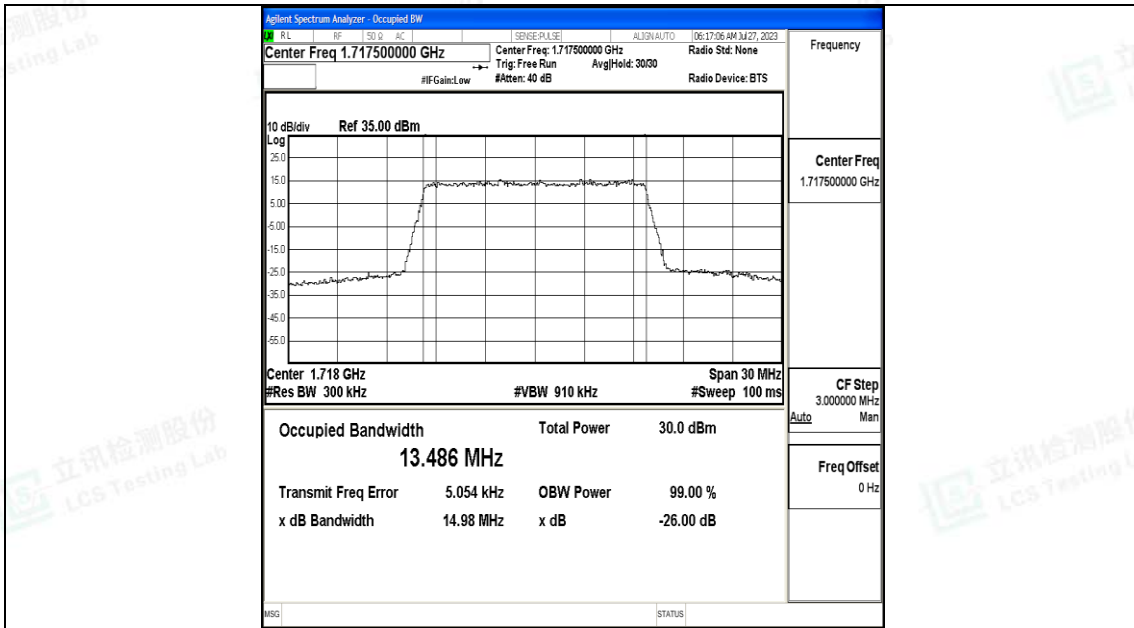 Agilent Spectrum Analyzer - Occupied BW
RL RF 50 Ω AC SENSE:PULSE ALIGNAUTO 06:17:06 AM Jul 27, 2023
Center Freq 1.717500000 GHz
Center Freq: 1.717500000 GHz Radio Std: None
Trig: Free Run Avg|Hold: 30/30
#IFGain:Low #Atten: 40 dB Radio Device: BTS
10 dB/div Ref 35.00 dBm
Log
25.0
15.0
5.00
-5.00
-15.0
-25.0
-35.0
-45.0
-55.0
Center 1.718 GHz Span 30 MHz
#Res BW 300 kHz #VBW 910 kHz #Sweep 100 ms
Occupied Bandwidth Total Power 30.0 dBm
13.486 MHz
Transmit Freq Error 5.054 kHz OBW Power 99.00 %
x dB Bandwidth 14.98 MHz x dB -26.00 dB
MSG STATUS
Frequency
Center Freq
1.717500000 GHz
CF Step
3.000000 MHz
Auto Man
Freq Offset
0 Hz
立讯检测股份
LCS Testing Lab
立讯检测股份
LCS Testing